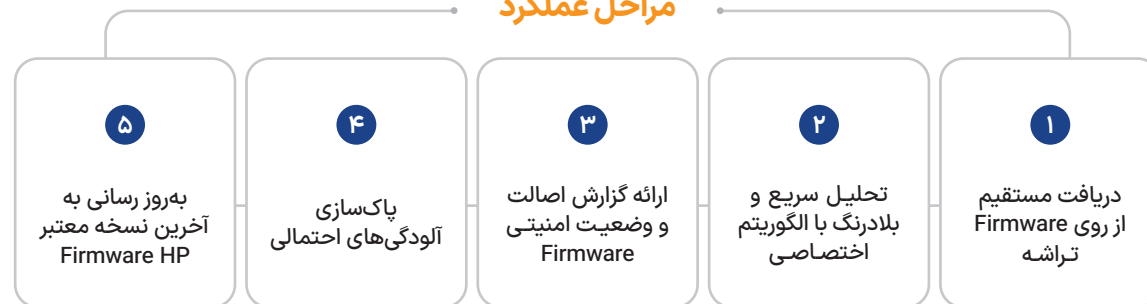 مراحل عملکرد
۱
دریافت مستقیم
Firmware از روی
تراشه
۲
تحلیل سریع و
بلادرنگ با الگوریتم
اختصاصی
۳
ارائه گزارش اصالت
و وضعیت امنیتی
Firmware
۴
پاک‌سازی
آلودگی‌های احتمالی
۵
به‌روز رسانی به
آخرین نسخه معتبر
Firmware HP